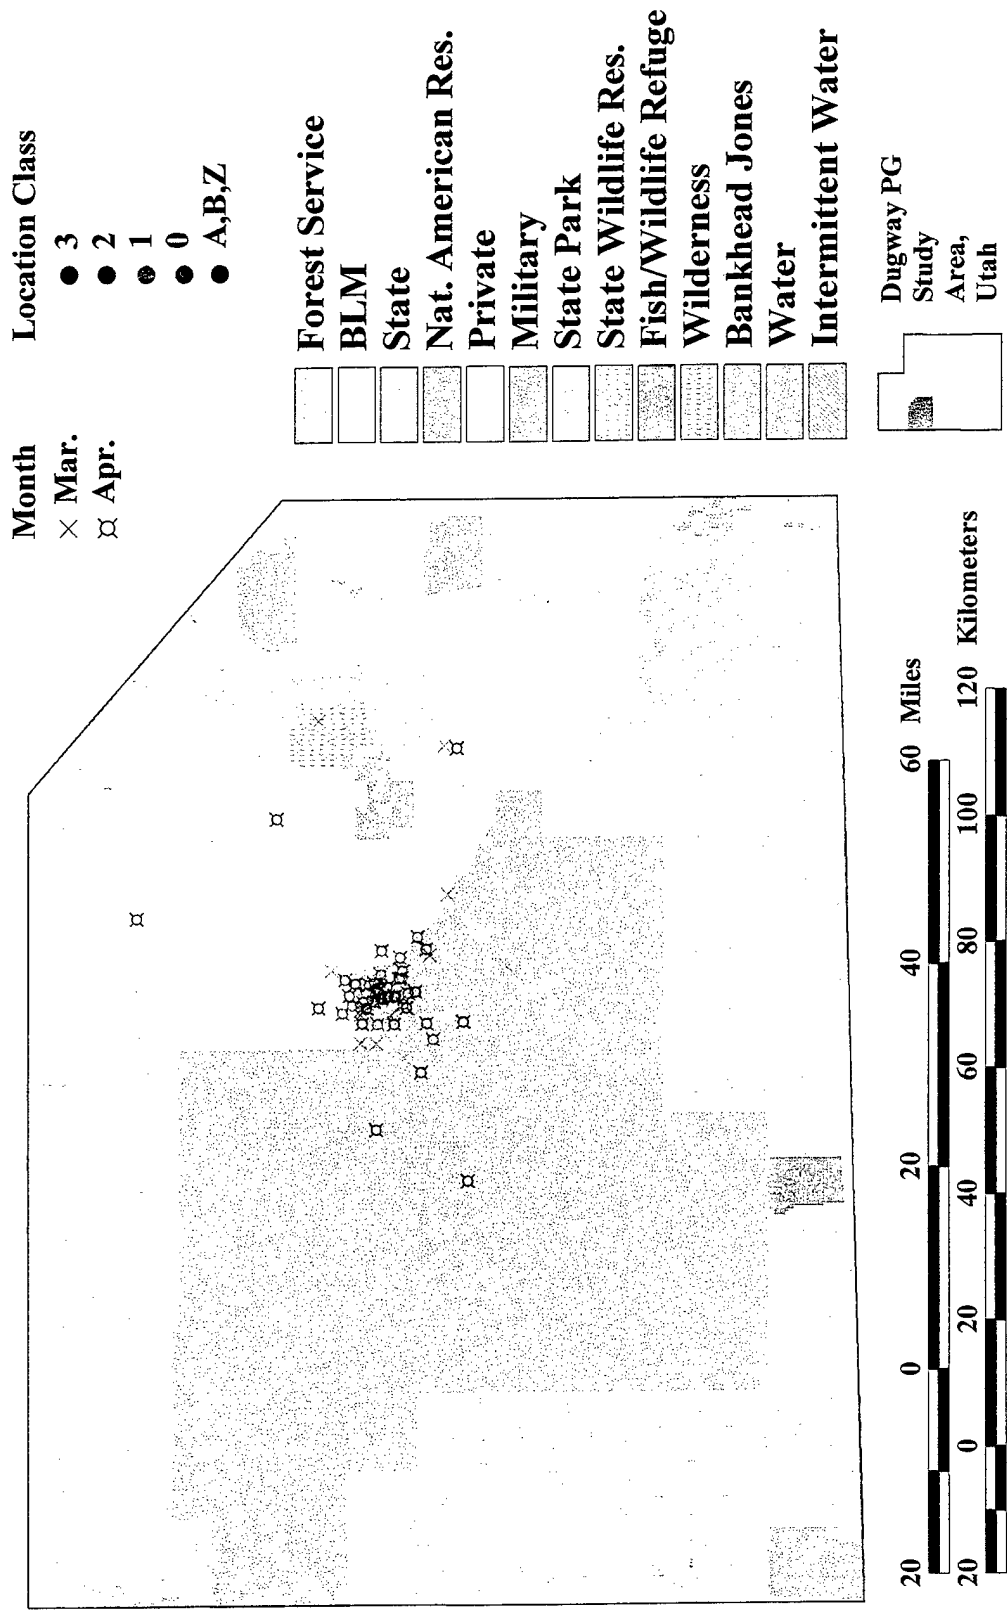 Month
Mar.
Apr.
Location Class
3
2
1
0
A,B,Z
Forest Service
BLM
State
Nat. American Res.
Private
Military
State Park
State Wildlife Res.
Fish/Wildlife Refuge
Wilderness
Bankhead Jones
Water
Intermittent Water
Dugway PG
Study
Area,
Utah
20 0 20 40 60 Miles
20 0 20 40 60 80 100 120 Kilometers